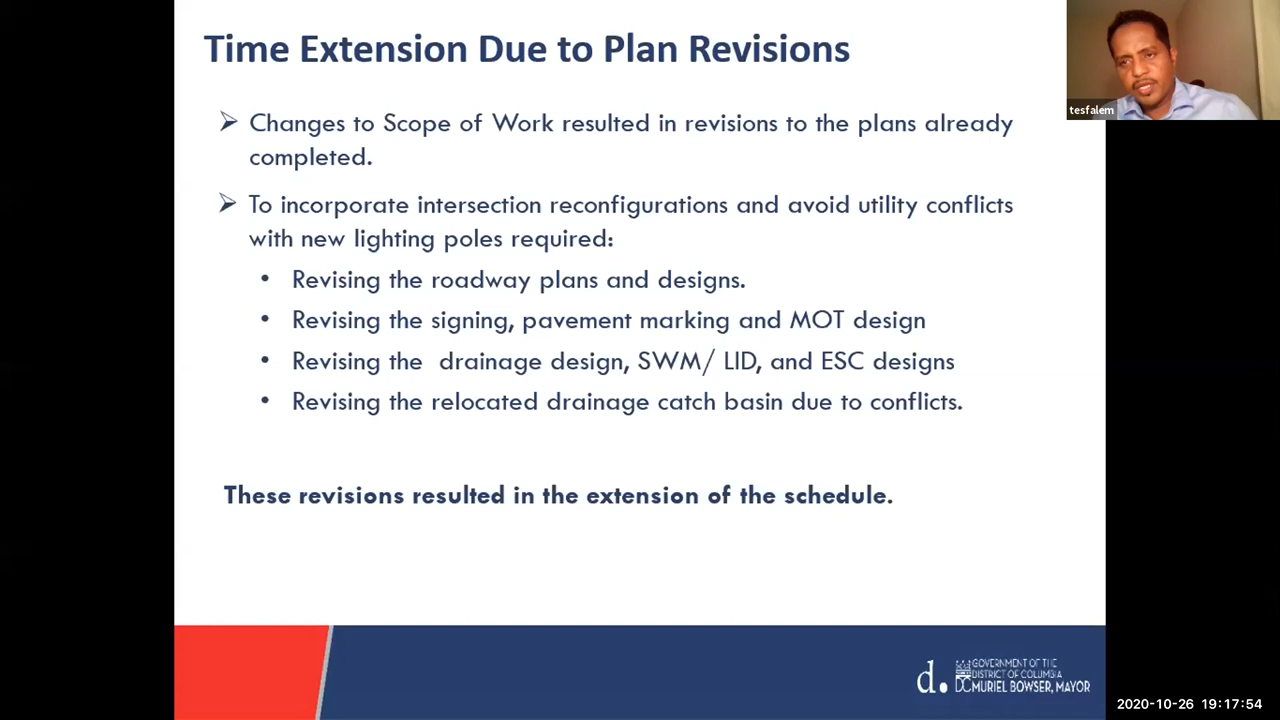 Time Extension Due to Plan Revisions
tesfalem
➢ Changes to Scope of Work resulted in revisions to the plans already
completed.
➢ To incorporate intersection reconfigurations and avoid utility conflicts
with new lighting poles required:
• Revising the roadway plans and designs.
• Revising the signing, pavement marking and MOT design
• Revising the drainage design, SWM/ LID, and ESC designs
• Revising the relocated drainage catch basin due to conflicts.
These revisions resulted in the extension of the schedule.
d.
GOVERNMENT OF THE
DISTRICT OF COLUMBIA
DC MURIEL BOWSER, MAYOR
2020-10-26 19:17:54